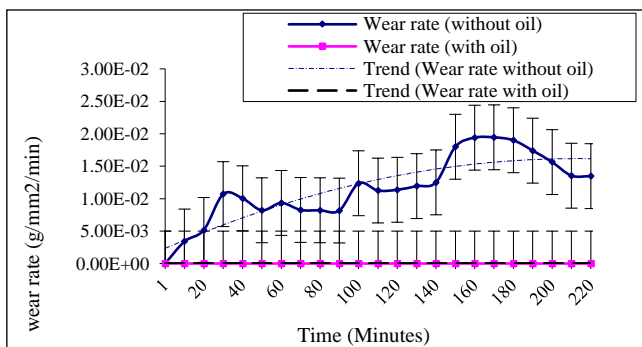 Wear rate (without oil)
Wear rate (with oil)
Trend (Wear rate without oil)
Trend (Wear rate with oil)
3.00E-02
2.50E-02
2.00E-02
1.50E-02
1.00E-02
5.00E-03
0.00E+00
wear rate (g/mm2/min)
1 20 40 60 80 100 120 140 160 180 200 220
Time (Minutes)